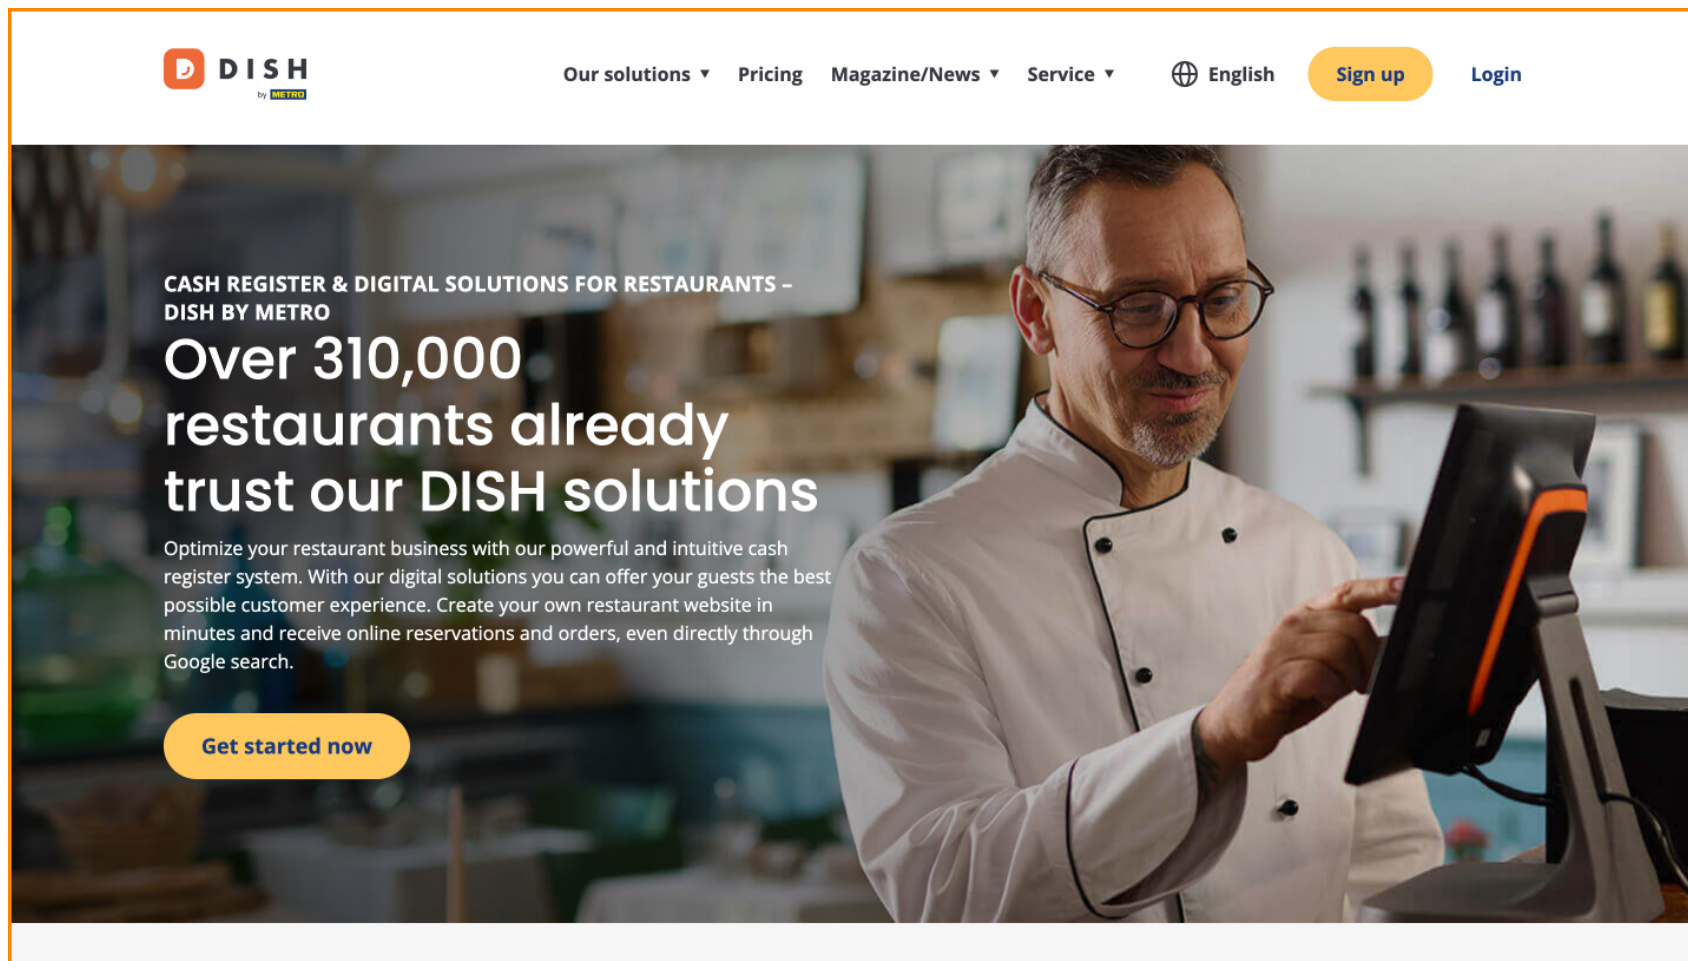 DISH
by METRO
Our solutions ▼ Pricing Magazine/News ▼ Service ▼ English Sign up Login
CASH REGISTER & DIGITAL SOLUTIONS FOR RESTAURANTS –
DISH BY METRO
Over 310,000
restaurants already
trust our DISH solutions
Optimize your restaurant business with our powerful and intuitive cash
register system. With our digital solutions you can offer your guests the best
possible customer experience. Create your own restaurant website in
minutes and receive online reservations and orders, even directly through
Google search.
Get started now